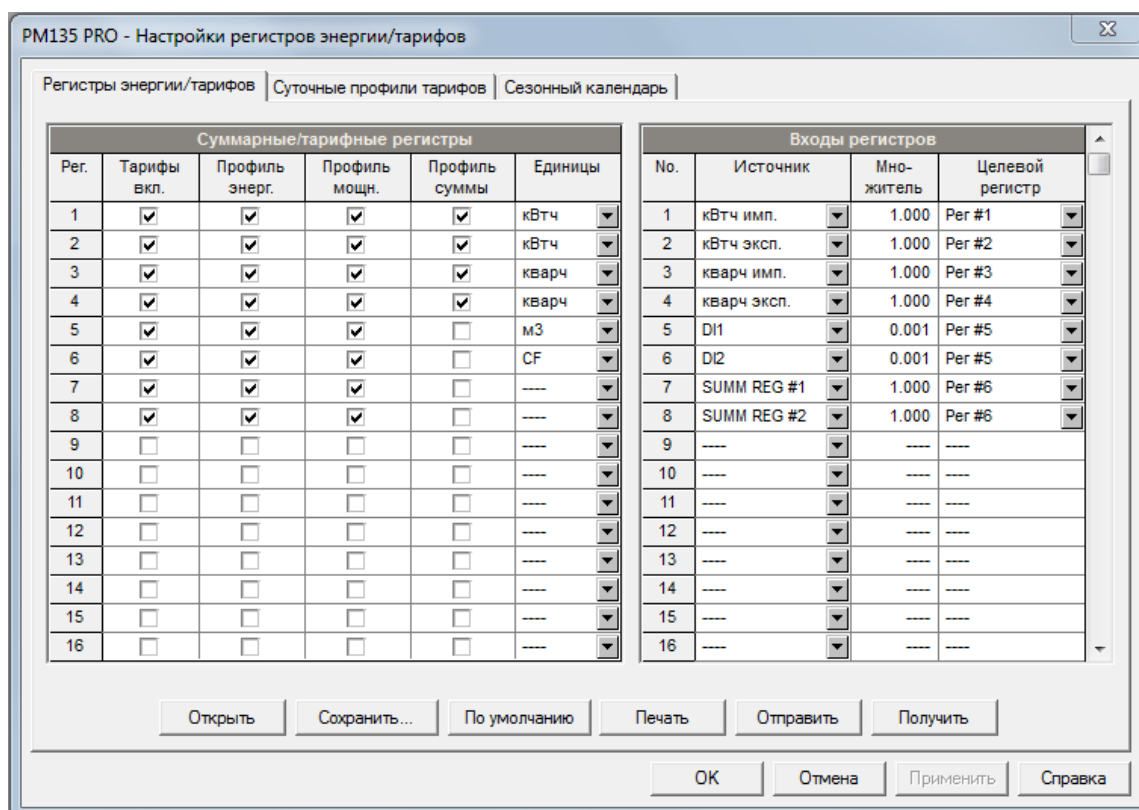 PM135 PRO - Настройки регистров энергии/тарифов
Регистры энергии/тарифов Суточные профили тарифов Сезонный календарь
Суммарные/тарифные регистры Входы регистров
Рег. Тарифы вкл. Профиль энерг. Профиль мощн. Профиль суммы Единицы No. Источник Мно- житель Целевой регистр
1 кВтч 1 кВтч имп. 1.000 Рег #1
2 кВтч 2 кВтч эксп. 1.000 Рег #2
3 кварч 3 кварч имп. 1.000 Рег #3
4 кварч 4 кварч эксп. 1.000 Рег #4
5 м3 5 DI1 0.001 Рег #5
6 CF 6 DI2 0.001 Рег #5
7 ---- 7 SUMM REG #1 1.000 Рег #6
8 ---- 8 SUMM REG #2 1.000 Рег #6
9 ---- 9 ---- ---- ----
10 ---- 10 ---- ---- ----
11 ---- 11 ---- ---- ----
12 ---- 12 ---- ---- ----
13 ---- 13 ---- ---- ----
14 ---- 14 ---- ---- ----
15 ---- 15 ---- ---- ----
16 ---- 16 ---- ---- ----
Открыть Сохранить... По умолчанию Печать Отправить Получить
OK Отмена Применить Справка